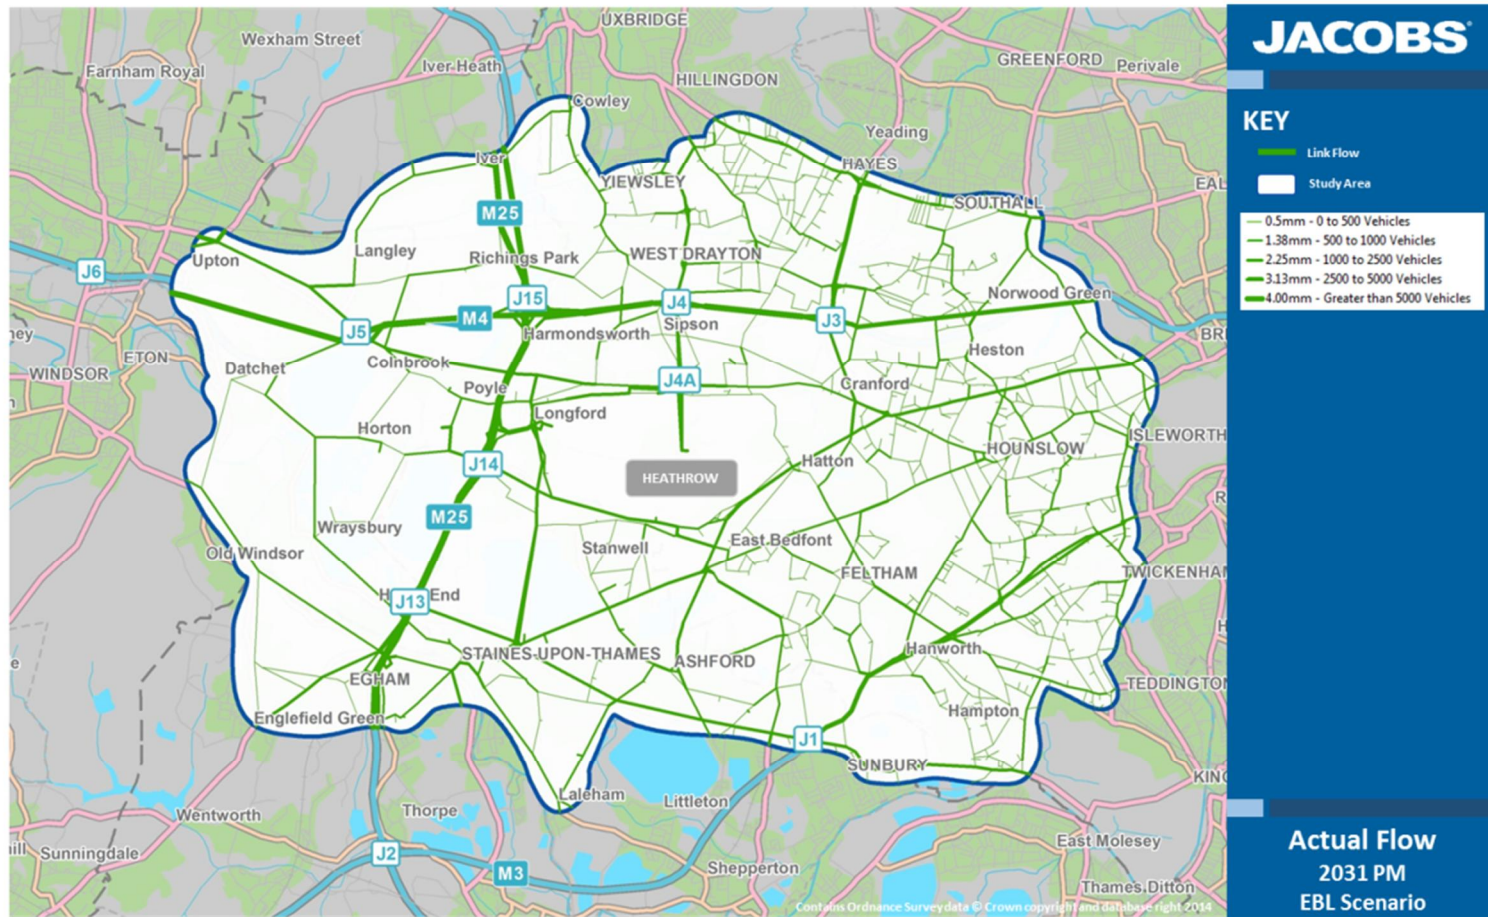 UXBRIDGE
Wexham Street
Iver Heath
Farnham Royal
HILLINGDON
GREENFORD
Perivale
Cowley
Yeading
Iver
HAYES
YIEWSLEY
EAL
SOUTHALL
M25
Langley
Richings Park
WEST DRAYTON
Upton
J6
J15
J4
Norwood Green
M4
J3
Sipson
J5
Harmondsworth
BRI
ETON
Heston
WINDSOR
Datchet
Colnbrook
Poyle
J4A
Cranford
Longford
Horton
HOUNSLOW
ISLEWORTH
J14
Hatton
HEATHROW
M25
Wraysbury
Old Windsor
Stanwell
East Bedfont
FELTHAM
TWICKENHAM
J13
End
STAINES-UPON-THAMES
ASHFORD
Hanworth
EGHAM
TEDDINGTON
Englefield Green
Hampton
J1
SUNBURY
KING
Laleham
Littleton
Wentworth
Thorpe
East Molesey
Sunningdale
J2
M3
Shepperton
Thames Ditton
Contains Ordnance Survey data © Crown copyright and database right 2014
JACOBS
KEY
Link Flow
Study Area
0.5mm - 0 to 500 Vehicles
1.38mm - 500 to 1000 Vehicles
2.25mm - 1000 to 2500 Vehicles
3.13mm - 2500 to 5000 Vehicles
4.00mm - Greater than 5000 Vehicles
Actual Flow
2031 PM
EBL Scenario